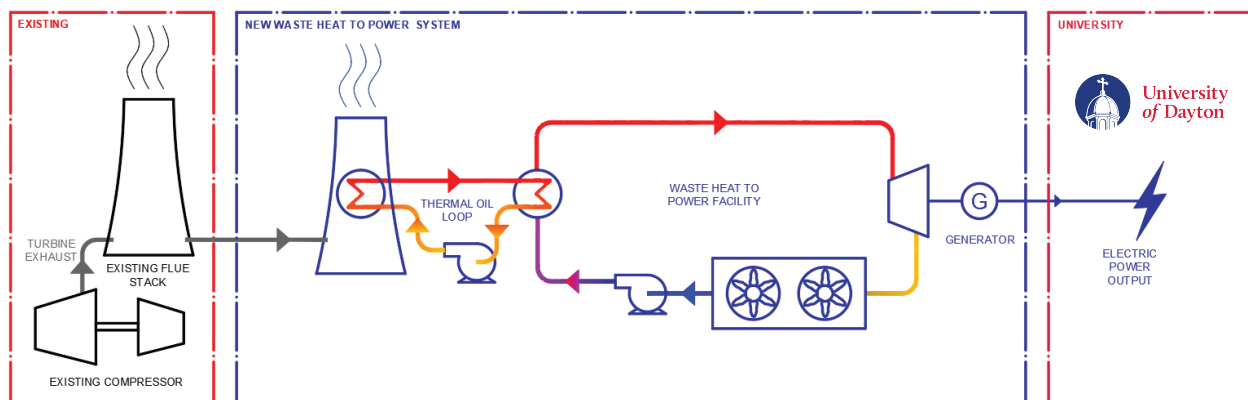 EXISTING
NEW WASTE HEAT TO POWER SYSTEM
UNIVERSITY
University
of Dayton
TURBINE
EXHAUST
EXISTING FLUE
STACK
EXISTING COMPRESSOR
THERMAL OIL
LOOP
WASTE HEAT TO
POWER FACILITY
G
GENERATOR
ELECTRIC
POWER
OUTPUT